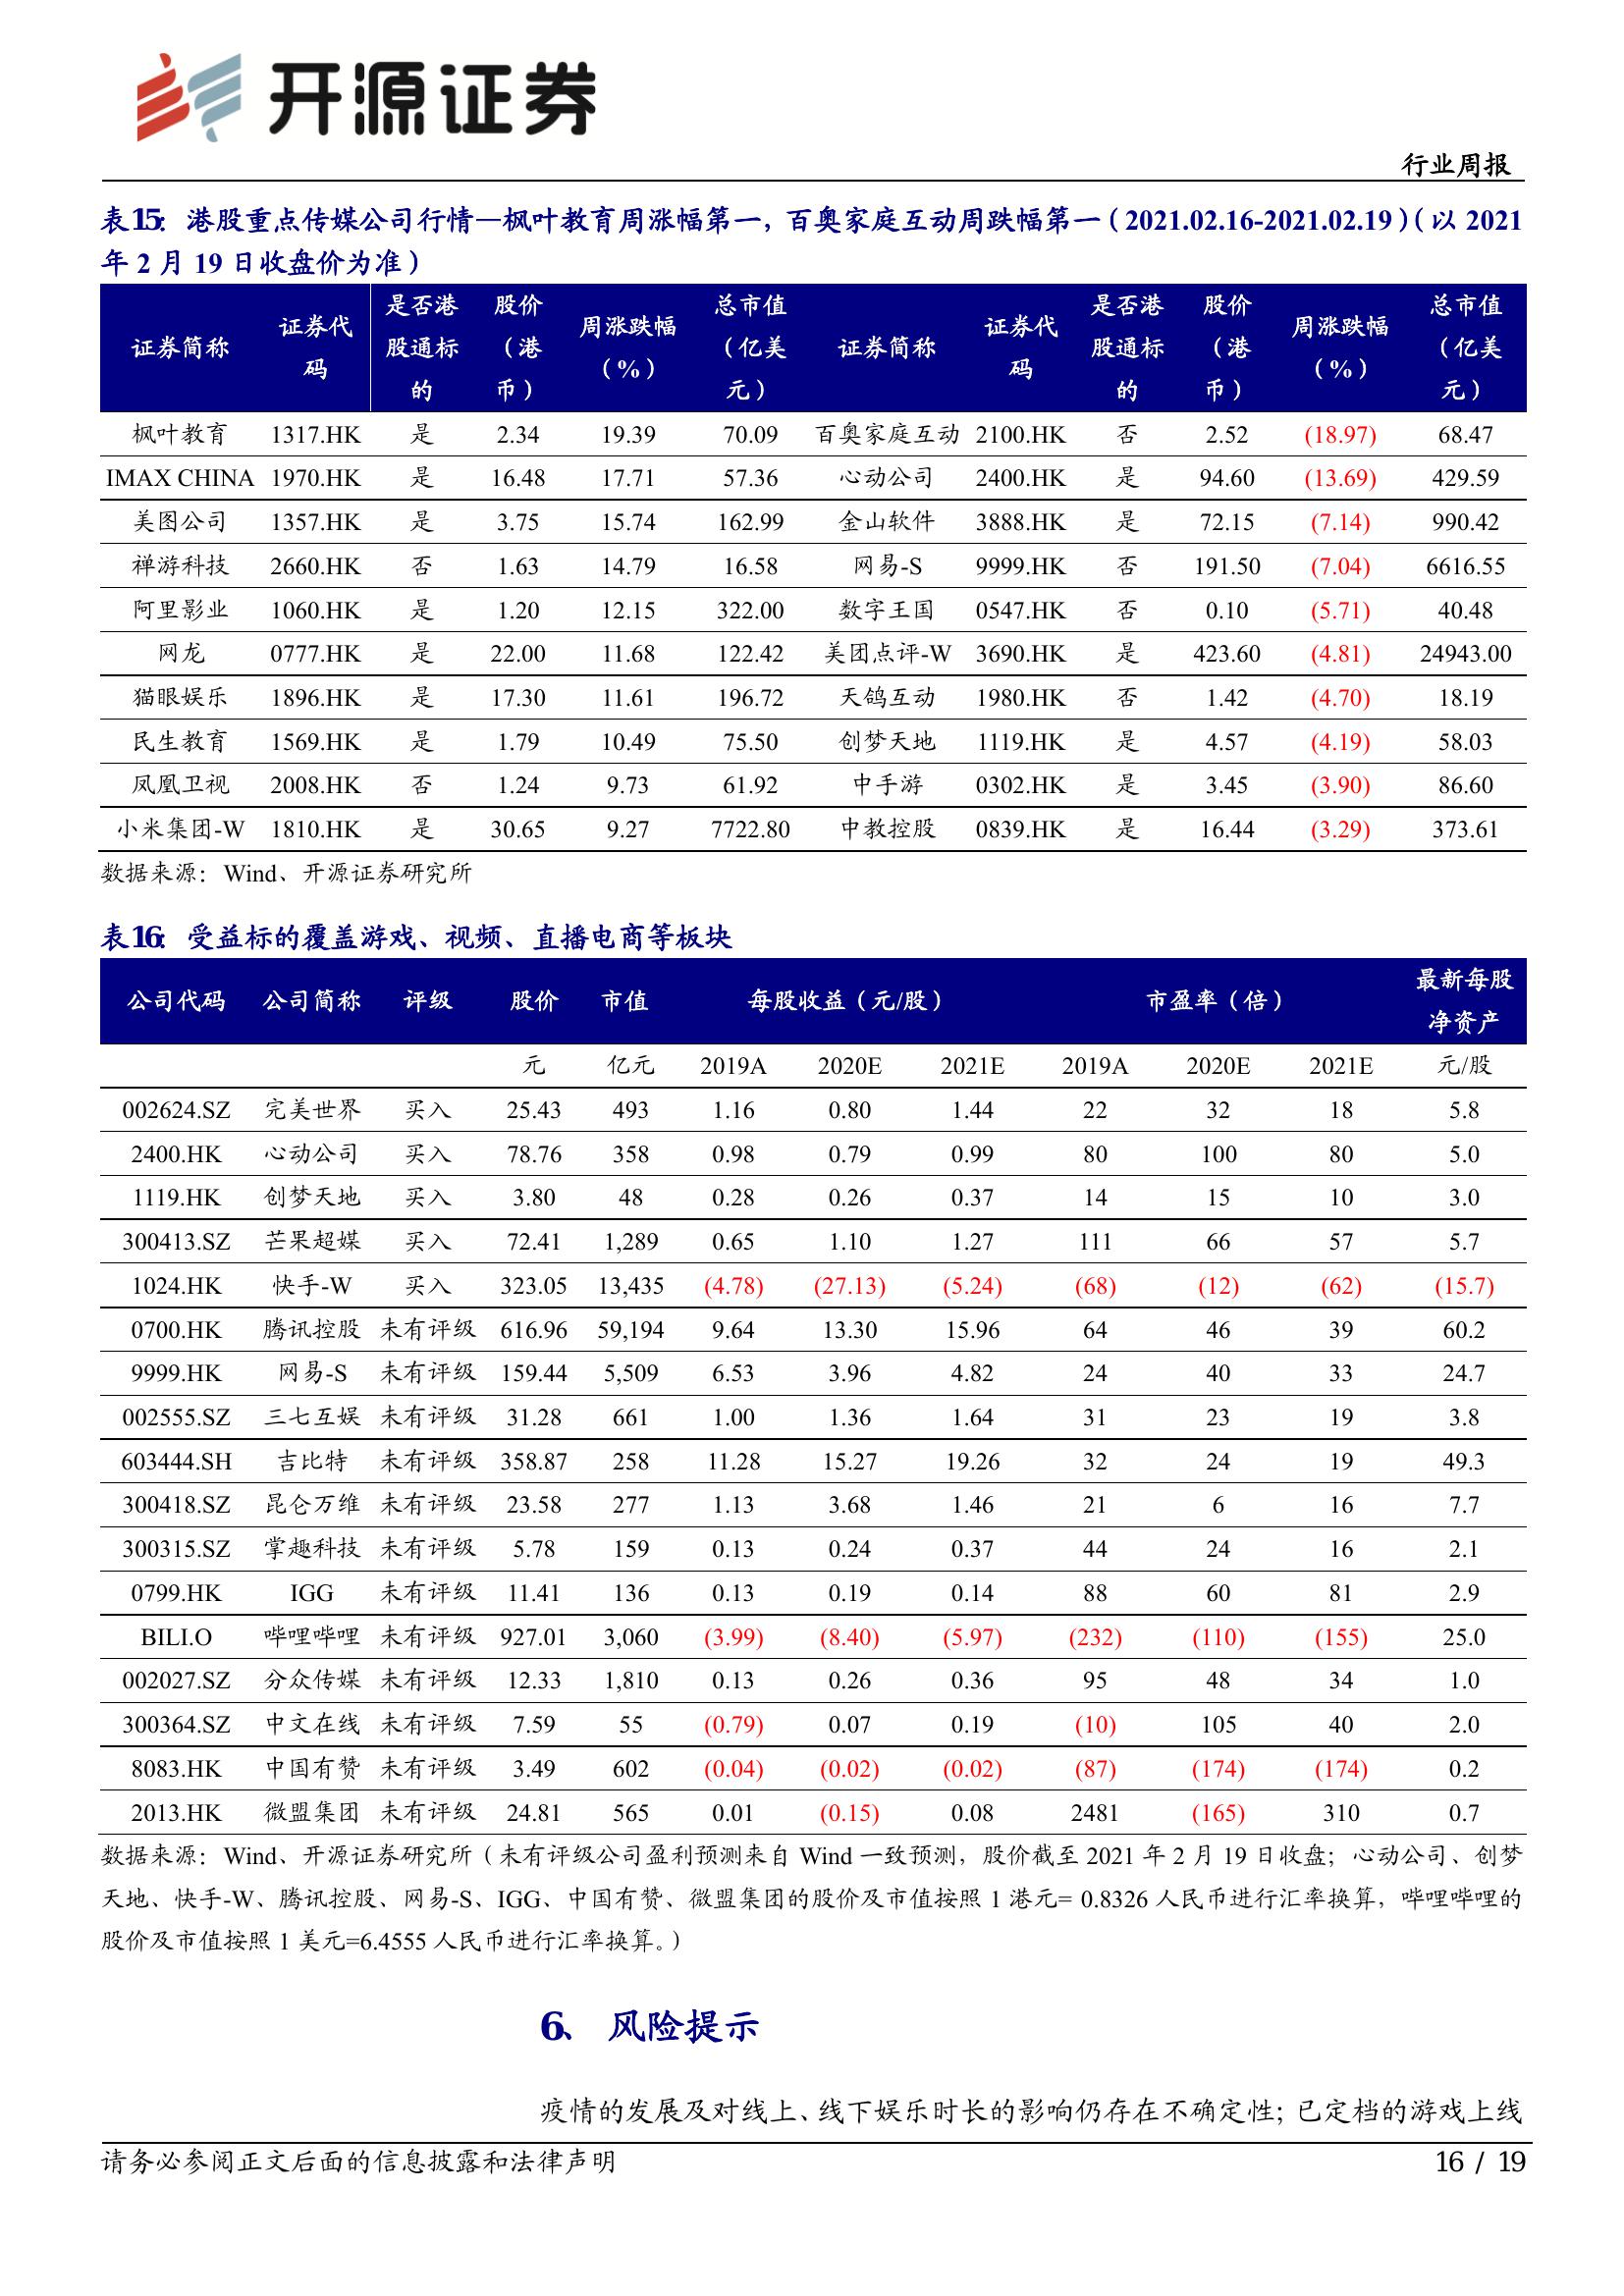 开源证券
行业周报
表15： 港股重点传媒公司行情—枫叶教育周涨幅第一，百奥家庭互动周跌幅第一（2021.02.16-2021.02.19）（以 2021
年 2 月 19 日收盘价为准）
证券简称 证券代码 是否港股通标的 股价（港币） 周涨跌幅（%） 总市值（亿美元） 证券简称 证券代码 是否港股通标的 股价（港币） 周涨跌幅（%） 总市值（亿美元）
枫叶教育 1317.HK 是 2.34 19.39 70.09 百奥家庭互动 2100.HK 否 2.52 (18.97) 68.47
IMAX CHINA 1970.HK 是 16.48 17.71 57.36 心动公司 2400.HK 是 94.60 (13.69) 429.59
美图公司 1357.HK 是 3.75 15.74 162.99 金山软件 3888.HK 是 72.15 (7.14) 990.42
禅游科技 2660.HK 否 1.63 14.79 16.58 网易-S 9999.HK 否 191.50 (7.04) 6616.55
阿里影业 1060.HK 是 1.20 12.15 322.00 数字王国 0547.HK 否 0.10 (5.71) 40.48
网龙 0777.HK 是 22.00 11.68 122.42 美团点评-W 3690.HK 是 423.60 (4.81) 24943.00
猫眼娱乐 1896.HK 是 17.30 11.61 196.72 天鸽互动 1980.HK 否 1.42 (4.70) 18.19
民生教育 1569.HK 是 1.79 10.49 75.50 创梦天地 1119.HK 是 4.57 (4.19) 58.03
凤凰卫视 2008.HK 否 1.24 9.73 61.92 中手游 0302.HK 是 3.45 (3.90) 86.60
小米集团-W 1810.HK 是 30.65 9.27 7722.80 中教控股 0839.HK 是 16.44 (3.29) 373.61
数据来源：Wind、开源证券研究所
表16： 受益标的覆盖游戏、视频、直播电商等板块
公司代码 公司简称 评级 股价 市值 每股收益（元/股） 市盈率（倍） 最新每股净资产
元 亿元 2019A 2020E 2021E 2019A 2020E 2021E 元/股
002624.SZ 完美世界 买入 25.43 493 1.16 0.80 1.44 22 32 18 5.8
2400.HK 心动公司 买入 78.76 358 0.98 0.79 0.99 80 100 80 5.0
1119.HK 创梦天地 买入 3.80 48 0.28 0.26 0.37 14 15 10 3.0
300413.SZ 芒果超媒 买入 72.41 1,289 0.65 1.10 1.27 111 66 57 5.7
1024.HK 快手-W 买入 323.05 13,435 (4.78) (27.13) (5.24) (68) (12) (62) (15.7)
0700.HK 腾讯控股 未有评级 616.96 59,194 9.64 13.30 15.96 64 46 39 60.2
9999.HK 网易-S 未有评级 159.44 5,509 6.53 3.96 4.82 24 40 33 24.7
002555.SZ 三七互娱 未有评级 31.28 661 1.00 1.36 1.64 31 23 19 3.8
603444.SH 吉比特 未有评级 358.87 258 11.28 15.27 19.26 32 24 19 49.3
300418.SZ 昆仑万维 未有评级 23.58 277 1.13 3.68 1.46 21 6 16 7.7
300315.SZ 掌趣科技 未有评级 5.78 159 0.13 0.24 0.37 44 24 16 2.1
0799.HK IGG 未有评级 11.41 136 0.13 0.19 0.14 88 60 81 2.9
BILI.O 哔哩哔哩 未有评级 927.01 3,060 (3.99) (8.40) (5.97) (232) (110) (155) 25.0
002027.SZ 分众传媒 未有评级 12.33 1,810 0.13 0.26 0.36 95 48 34 1.0
300364.SZ 中文在线 未有评级 7.59 55 (0.79) 0.07 0.19 (10) 105 40 2.0
8083.HK 中国有赞 未有评级 3.49 602 (0.04) (0.02) (0.02) (87) (174) (174) 0.2
2013.HK 微盟集团 未有评级 24.81 565 0.01 (0.15) 0.08 2481 (165) 310 0.7
数据来源：Wind、开源证券研究所（未有评级公司盈利预测来自 Wind 一致预测，股价截至 2021 年 2 月 19 日收盘；心动公司、创梦
天地、快手-W、腾讯控股、网易-S、IGG、中国有赞、微盟集团的股价及市值按照 1 港元= 0.8326 人民币进行汇率换算，哔哩哔哩的
股价及市值按照 1 美元=6.4555 人民币进行汇率换算。）
6、 风险提示
疫情的发展及对线上、线下娱乐时长的影响仍存在不确定性；已定档的游戏上线
请务必参阅正文后面的信息披露和法律声明 16 / 19